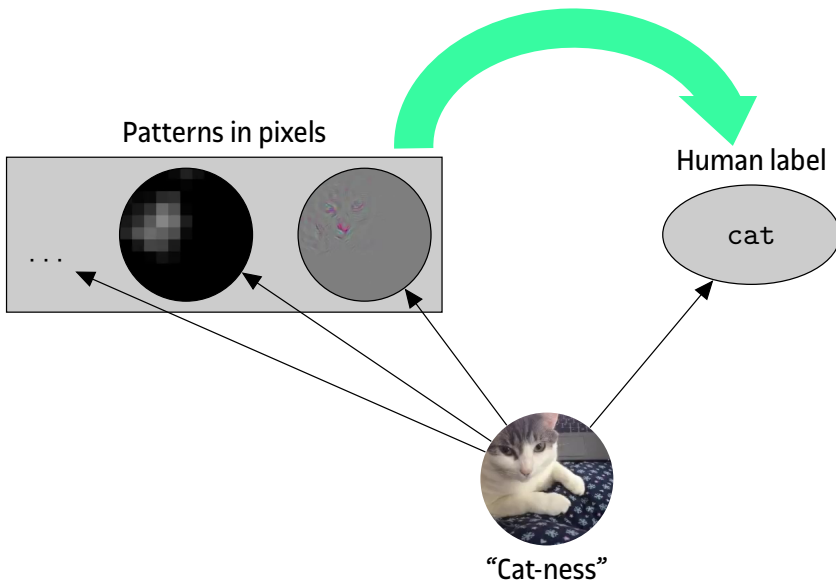 Patterns in pixels
Human label
cat
...
“Cat-ness”